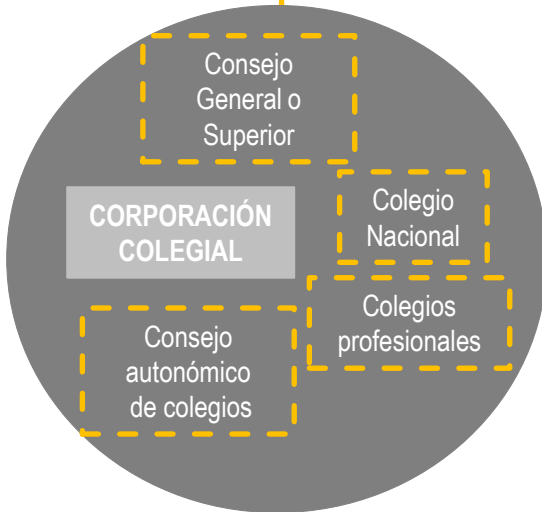 Consejo
General o
Superior
CORPORACIÓN
COLEGIAL
Colegio
Nacional
Colegios
profesionales
Consejo
autonómico
de colegios